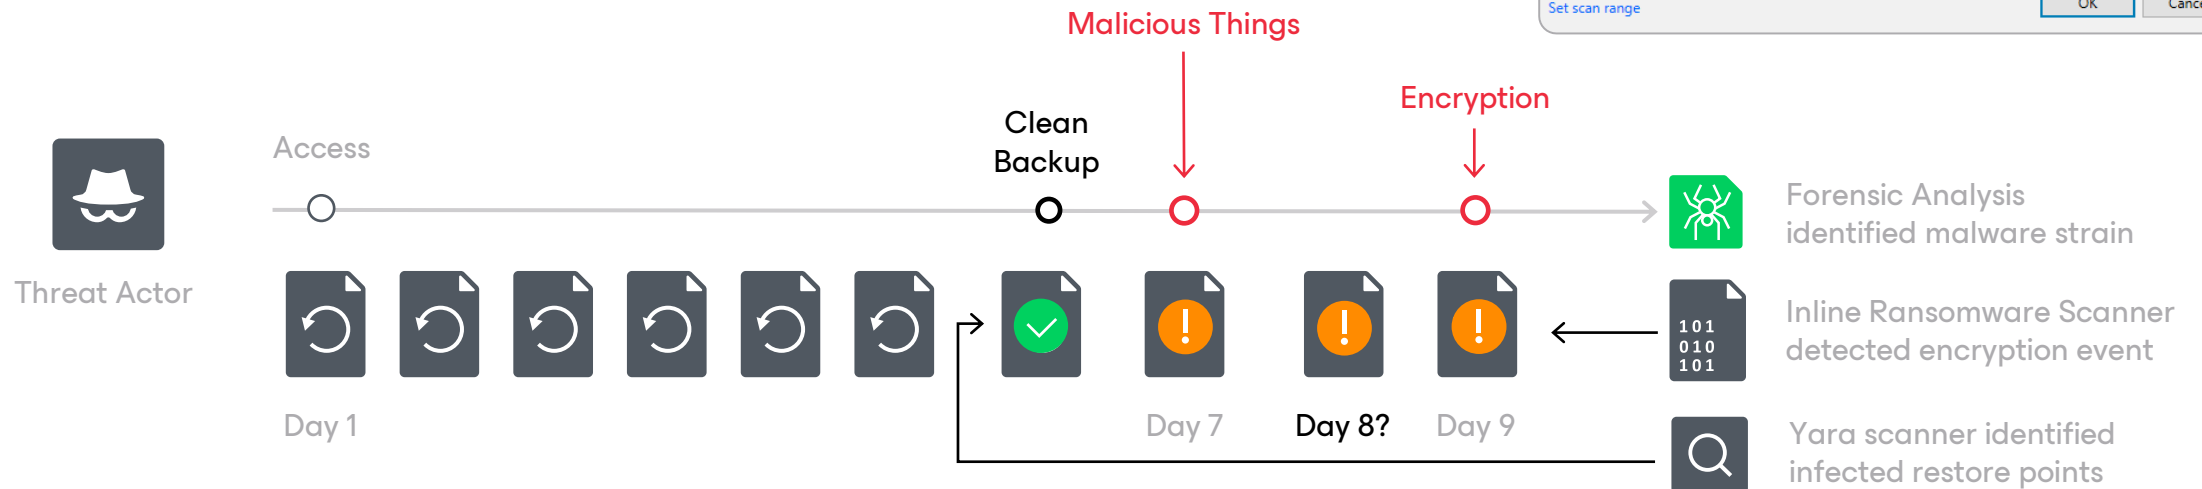 Set scan range
OK
Malicious Things
Encryption
Clean
Backup
Access
Threat Actor
Forensic Analysis
identified malware strain
101
010
101
Inline Ransomware Scanner
detected encryption event
Day 1
Day 7
Day 8?
Day 9
Yara scanner identified
infected restore points